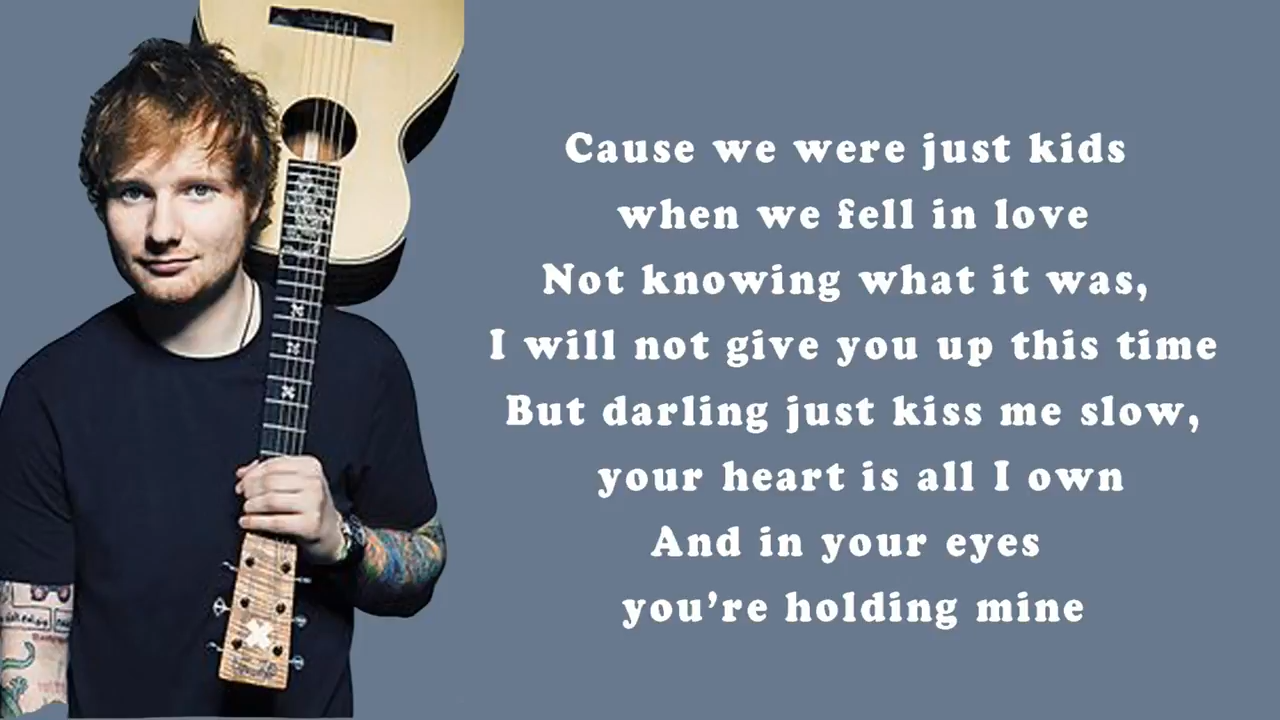 Cause we were just kids
when we fell in love
Not knowing what it was,
I will not give you up this time
But darling just kiss me slow,
your heart is all I own
And in your eyes
you're holding mine